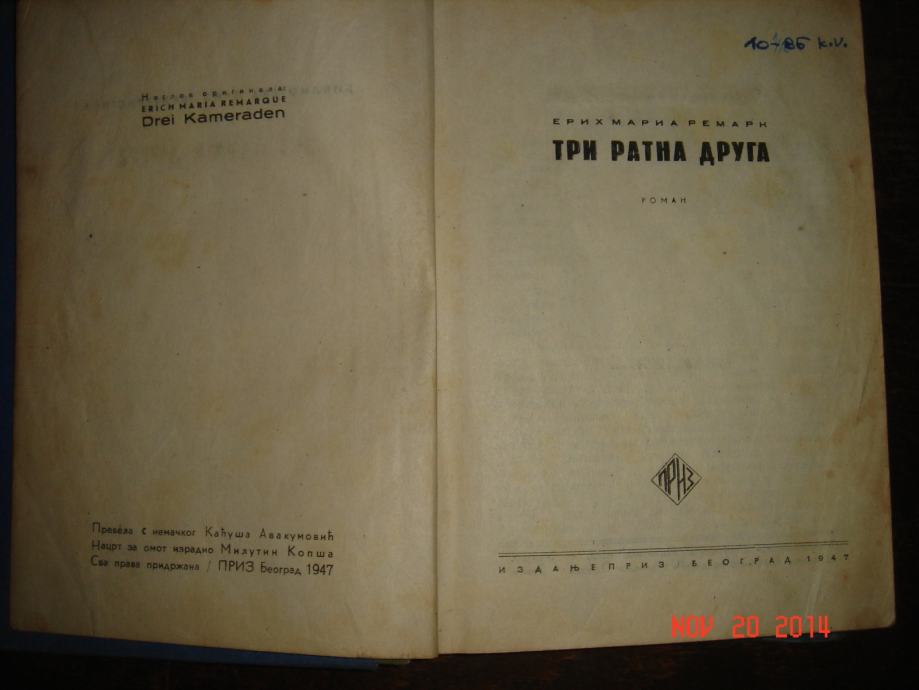 Наслов оригинала:
ERICH MARIA REMARQUE
Drei Kameraden
Превела с немачког Каћуша Авакумовић
Нацрт за омот израдио Милутин Копша
Сва права придржана / ПРИЗ Београд 1947
ЕРИХ МАРИА РЕМАРК
ТРИ РАТНА ДРУГА
РОМАН
ПРИЗ
ИЗДАЊЕ ПРИЗ / БЕОГРАД 1947
NOV 20 2014